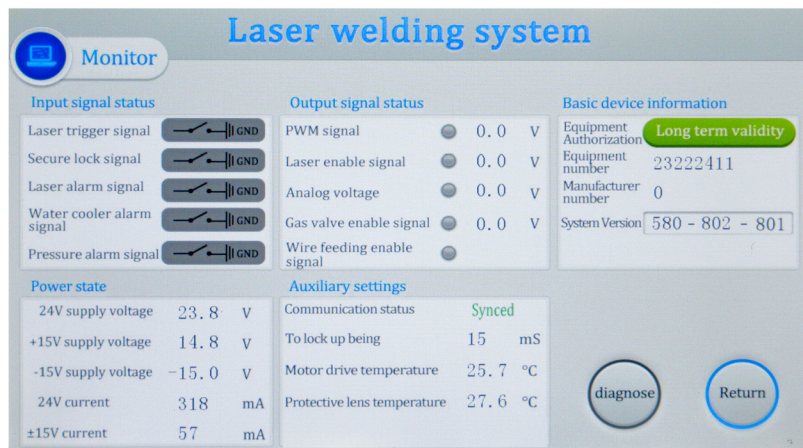 Laser welding system
Monitor
Input signal status
Laser trigger signal GND
Secure lock signal GND
Laser alarm signal GND
Water cooler alarm
signal GND
Pressure alarm signal GND
Output signal status
PWM signal 0.0 V
Laser enable signal 0.0 V
Analog voltage 0.0 V
Gas valve enable signal 0.0 V
Wire feeding enable
signal
Basic device information
Equipment
Authorization Long term validity
Equipment
number 23222411
Manufacturer
number 0
System Version 580 - 802 - 801
Power state
24V supply voltage 23.8 V
+15V supply voltage 14.8 V
-15V supply voltage -15.0 V
24V current 318 mA
±15V current 57 mA
Auxiliary settings
Communication status Synced
To lock up being 15 mS
Motor drive temperature 25.7 °C
Protective lens temperature 27.6 °C
diagnose
Return